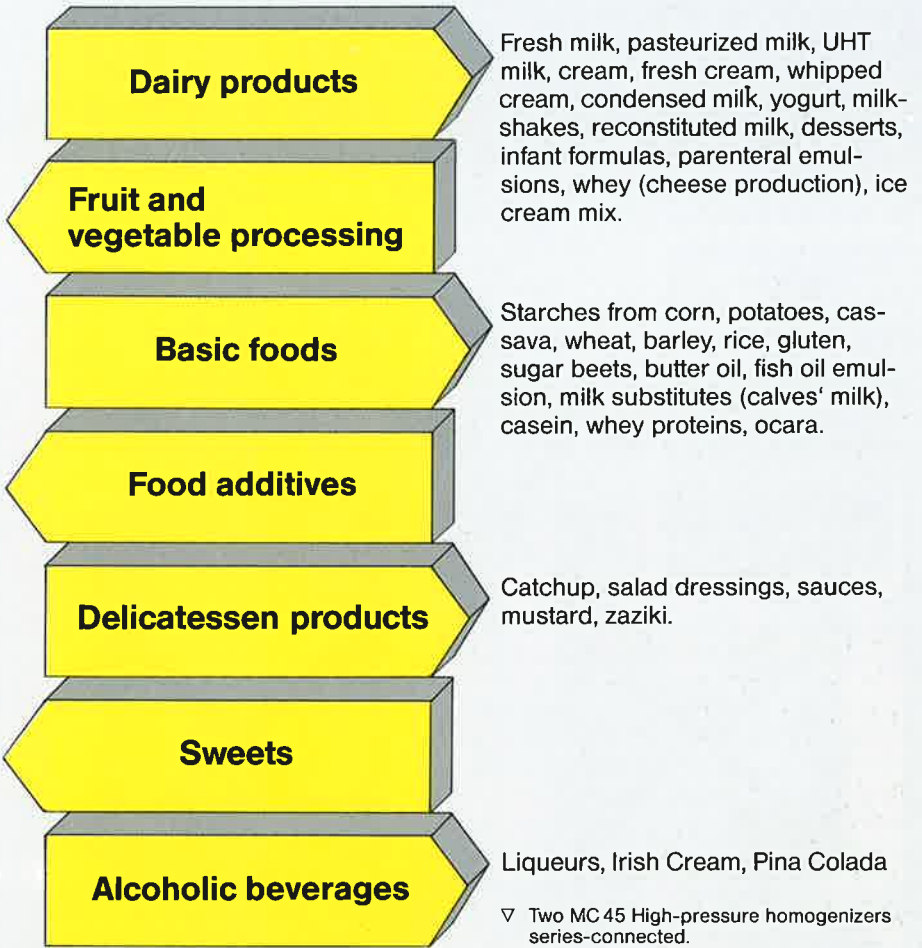 Dairy products
Fresh milk, pasteurized milk, UHT
milk, cream, fresh cream, whipped
cream, condensed milk, yogurt, milk-
shakes, reconstituted milk, desserts,
infant formulas, parenteral emul-
sions, whey (cheese production), ice
cream mix.
Fruit and
vegetable processing
Basic foods
Starches from corn, potatoes, cas-
sava, wheat, barley, rice, gluten,
sugar beets, butter oil, fish oil emul-
sion, milk substitutes (calves‘ milk),
casein, whey proteins, ocara.
Food additives
Delicatessen products
Catchup, salad dressings, sauces,
mustard, zaziki.
Sweets
Alcoholic beverages
Liqueurs, Irish Cream, Pina Colada
▽ Two MC 45 High-pressure homogenizers
series-connected.